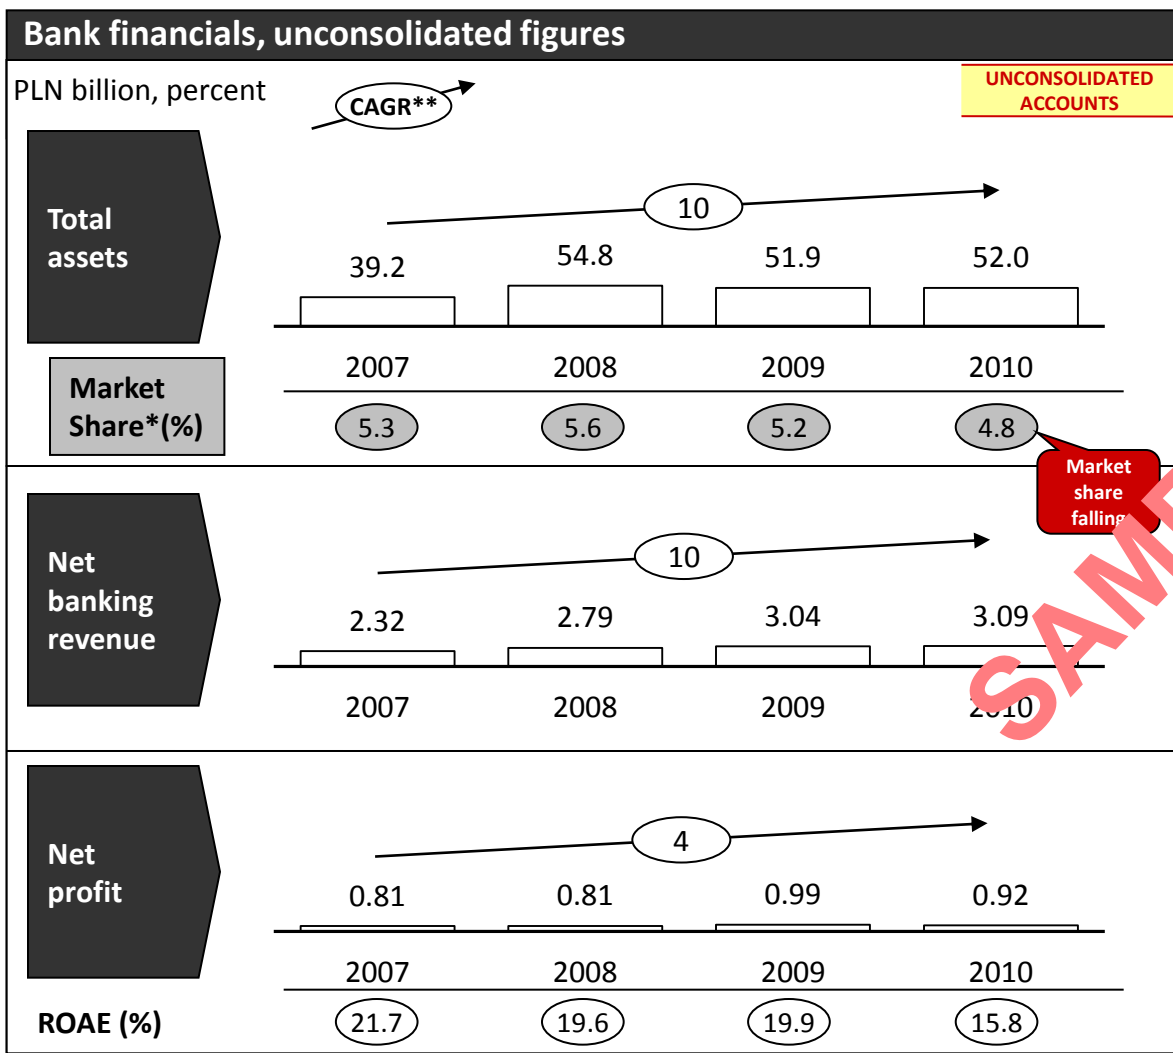 Bank financials, unconsolidated figures
PLN billion, percent
CAGR**
UNCONSOLIDATED
ACCOUNTS
Total
assets
10
39.2 54.8 51.9 52.0
2007 2008 2009 2010
Market
Share*(%)
5.3 5.6 5.2 4.8
Market
share
falling
Net
banking
revenue
10
2.32 2.79 3.04 3.09
2007 2008 2009 2010
Net
profit
4
0.81 0.81 0.99 0.92
2007 2008 2009 2010
ROAE (%)
21.7 19.6 19.9 15.8